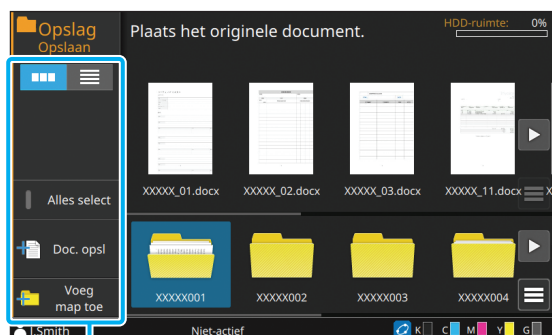 Opslag
Opslaan
Plaats het originele document.
HDD-ruimte: 0%
XXXXX_01.docx
XXXXX_02.docx
XXXXX_03.docx
XXXXX_11.docx
X
Alles select
Doc. opsl
Voeg
map toe
XXXXX001
XXXXX002
XXXXX003
XXXXX004
J.Smith
Niet-actief
K
C
M
Y
G